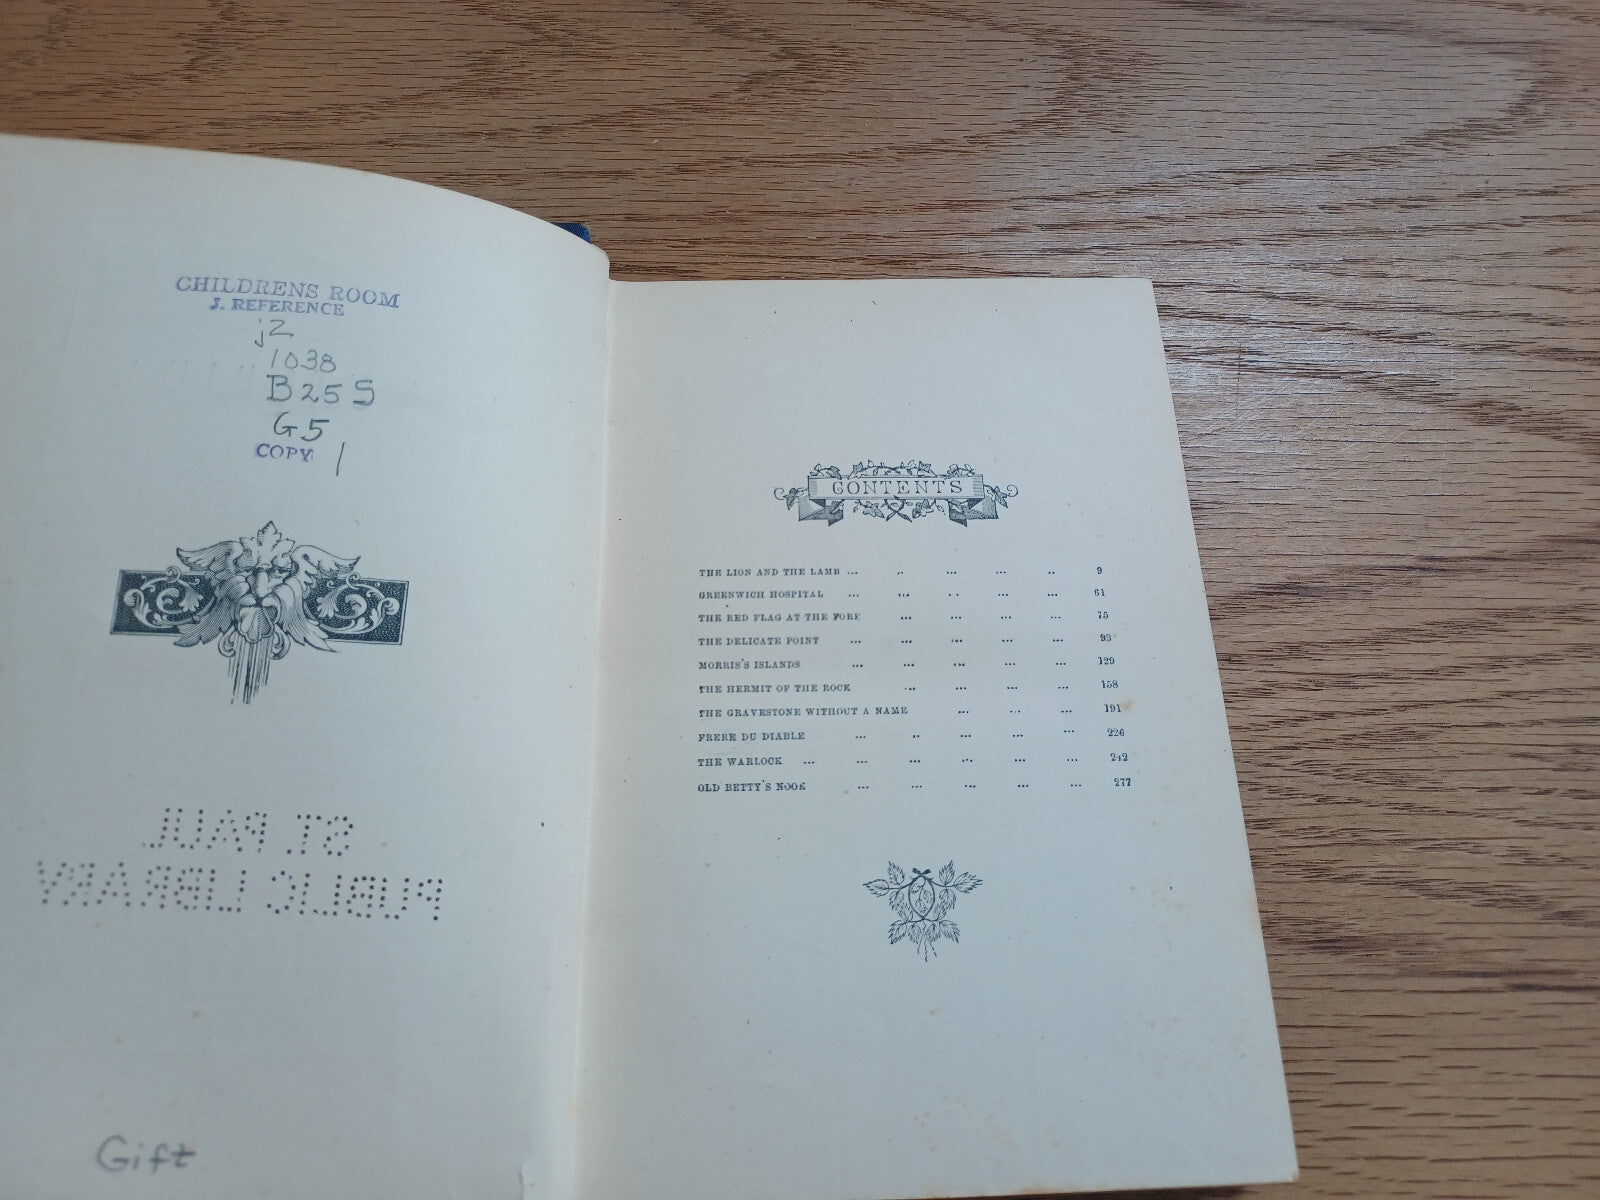 CHILDRENS ROOM
J. REFERENCE
jZ
1038
B25S
G5
COPY 1
ST. PAUL
PUBLIC LIBRARY
Gift
CONTENTS
THE LION AND THE LAMB ... ... ... ... ... 9
GREENWICH HOSPITAL ... ... ... ... ... 61
THE RED FLAG AT THE FORK ... ... ... ... 75
THE DELICATE POINT ... ... ... ... ... 93
MORRIS'S ISLANDS ... ... ... ... ... 129
THE HERMIT OF THE ROCK ... ... ... ... 158
THE GRAVESTONE WITHOUT A NAME ... ... ... 191
FRERE DU DIABLE ... ... ... ... ... 226
THE WARLOCK ... ... ... ... ... ... 242
OLD BETTY'S NOOK ... ... ... ... ... 277